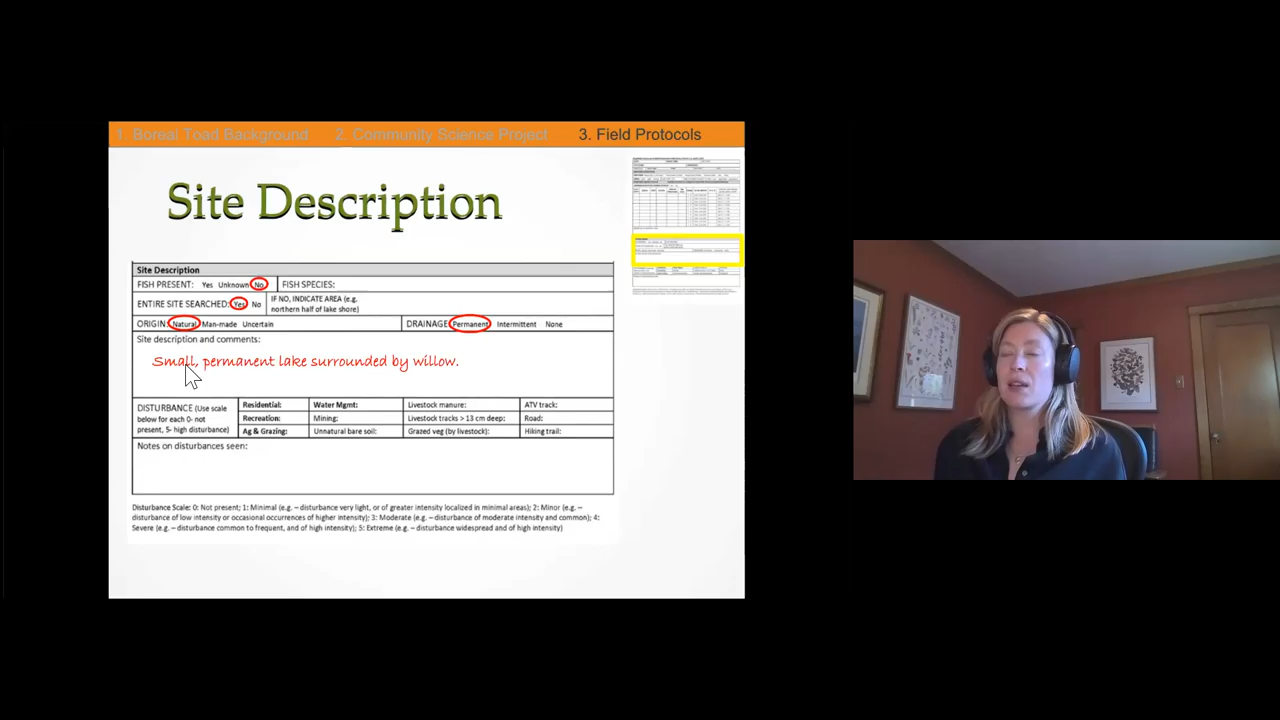 1. Boreal Toad Background 2. Community Science Project 3. Field Protocols
Site Description
Site Description
FISH PRESENT: Yes Unknown No FISH SPECIES:
ENTIRE SITE SEARCHED: Yes No IF NO, INDICATE AREA (e.g.
northern half of lake shore)
ORIGIN: Natural Man-made Uncertain DRAINAGE Permanent Intermittent None
Site description and comments:
Small, permanent lake surrounded by willow.
DISTURBANCE (Use scale
below for each 0- not
present, 5- high disturbance)
Residential: Water Mgmt: Livestock manure: ATV track:
Recreation: Mining: Livestock tracks > 13 cm deep: Road:
Ag & Grazing: Unnatural bare soil: Grazed veg (by livestock): Hiking trail:
Notes on disturbances seen:
Disturbance Scale: 0: Not present; 1: Minimal (e.g. – disturbance very light, or of greater intensity localized in minimal areas); 2: Minor (e.g. –
disturbance of low intensity or occasional occurrences of higher intensity); 3: Moderate (e.g. – disturbance of moderate intensity and common); 4:
Severe (e.g. – disturbance common to frequent, and of high intensity); 5: Extreme (e.g. – disturbance widespread and of high intensity)